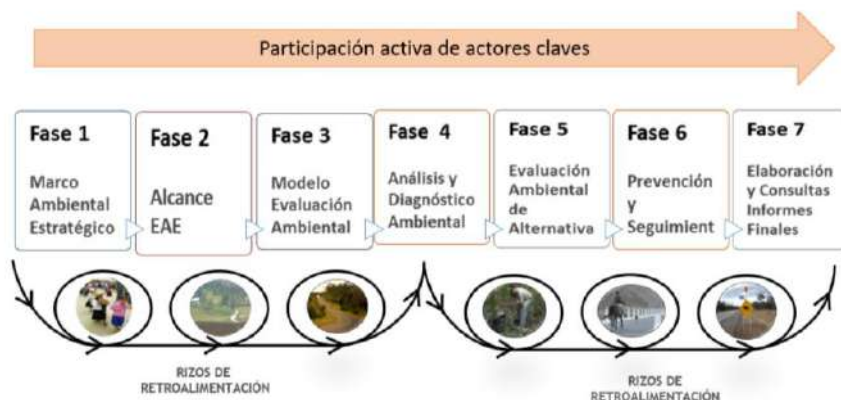 Participación activa de actores claves
Fase 1
Marco
Ambiental
Estratégico
Fase 2
Alcance
EAE
Fase 3
Modelo
Evaluación
Ambiental
Fase 4
Análisis y
Diagnóstico
Ambiental
Fase 5
Evaluación
Ambiental
de
Alternativa
Fase 6
Prevención
y
Seguimient
Fase 7
Elaboración
y Consultas
Informes
Finales
RIZOS DE
RETROALIMENTACIÓN
RIZOS DE
RETROALIMENTACIÓN